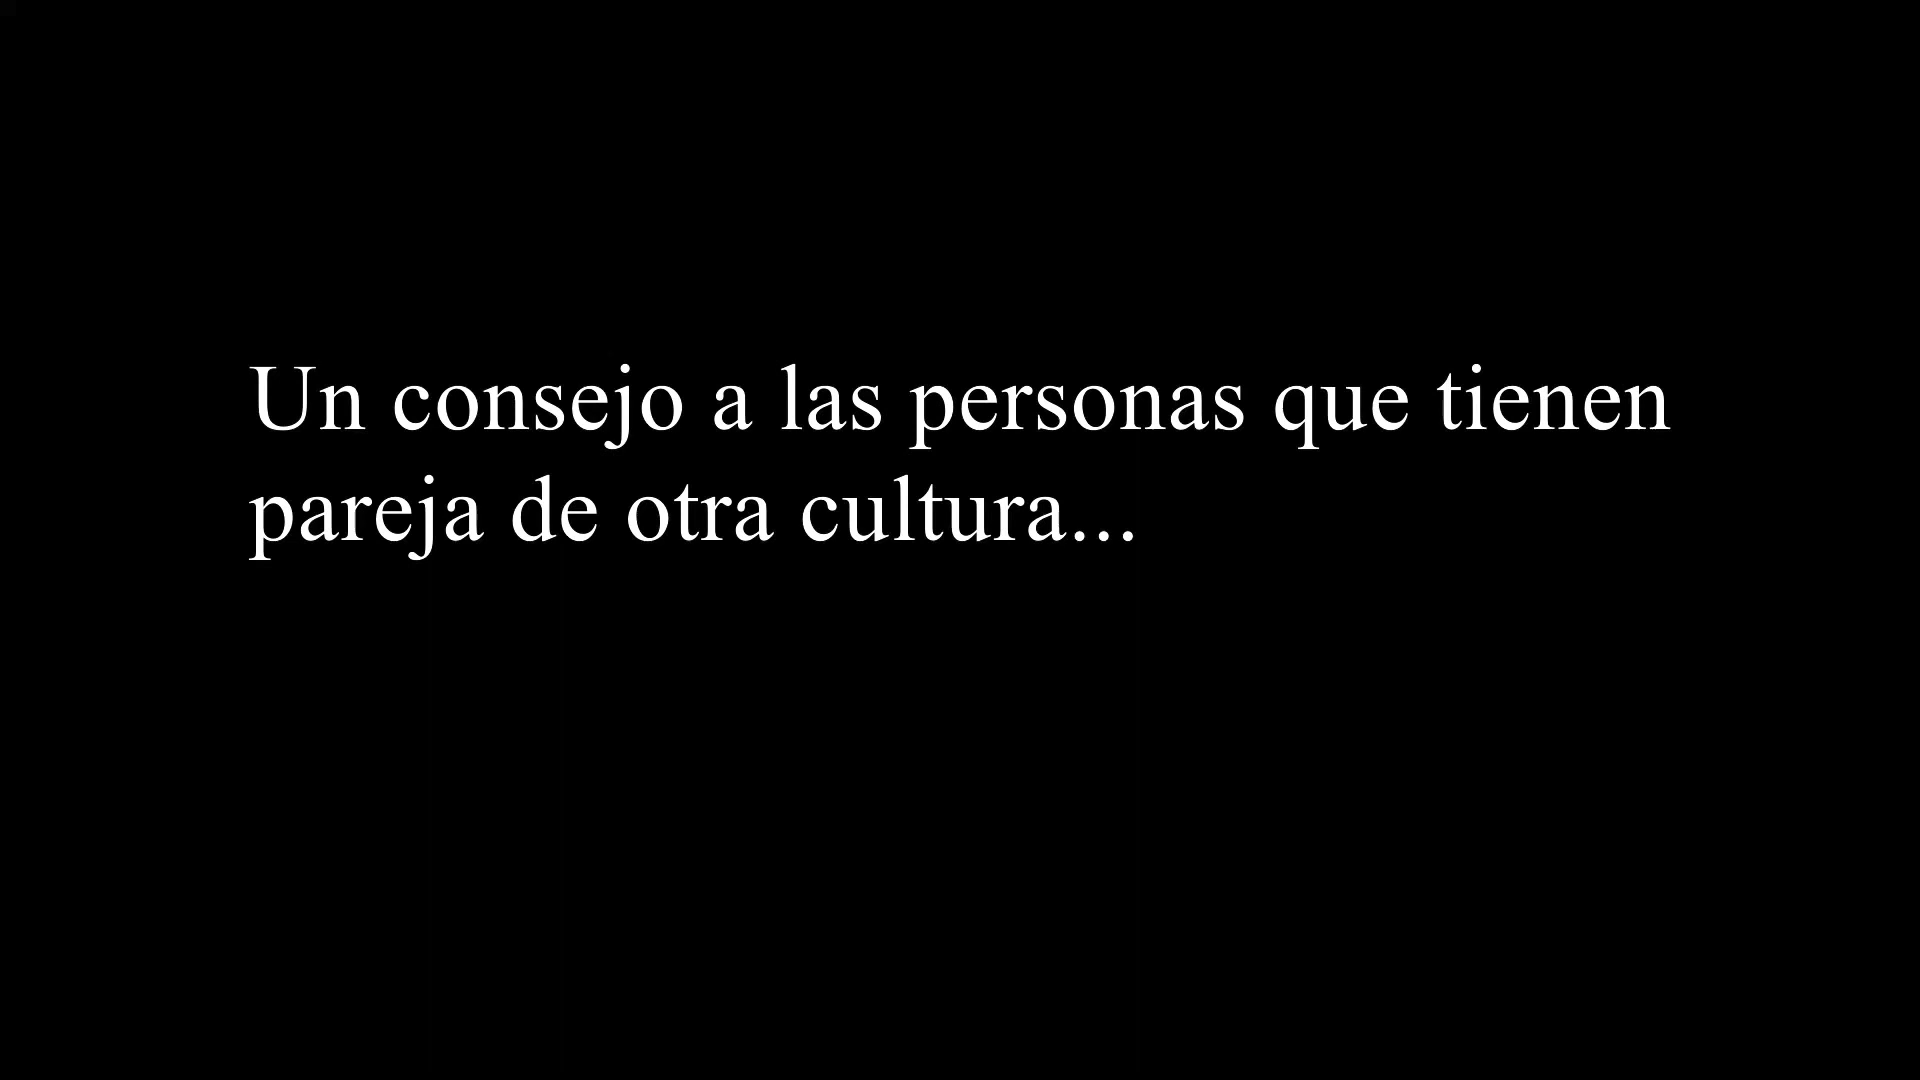 Un consejo a las personas que tienen
pareja de otra cultura...